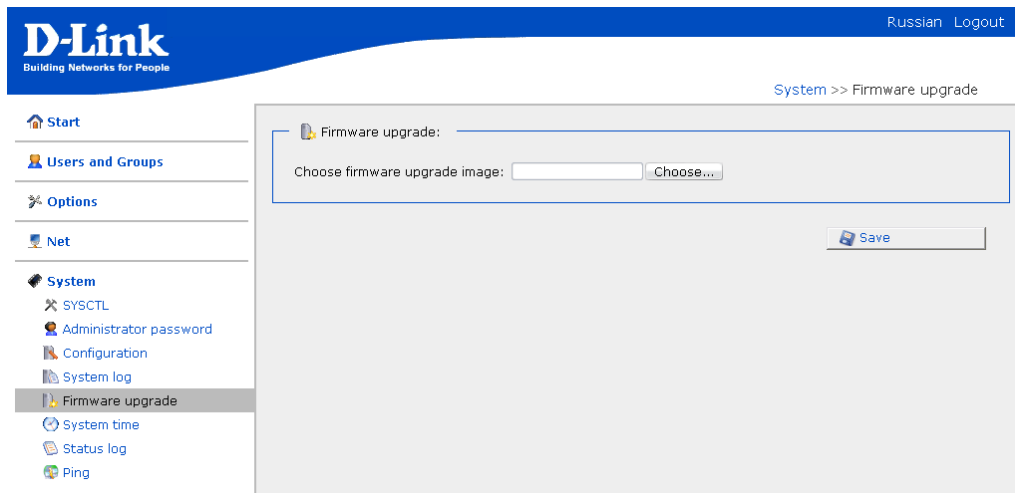 Russian Logout
D-Link
Building Networks for People
System >> Firmware upgrade
Start
Users and Groups
Options
Net
System
SYSCTL
Administrator password
Configuration
System log
Firmware upgrade
System time
Status log
Ping
Firmware upgrade:
Choose firmware upgrade image: Choose...
Save